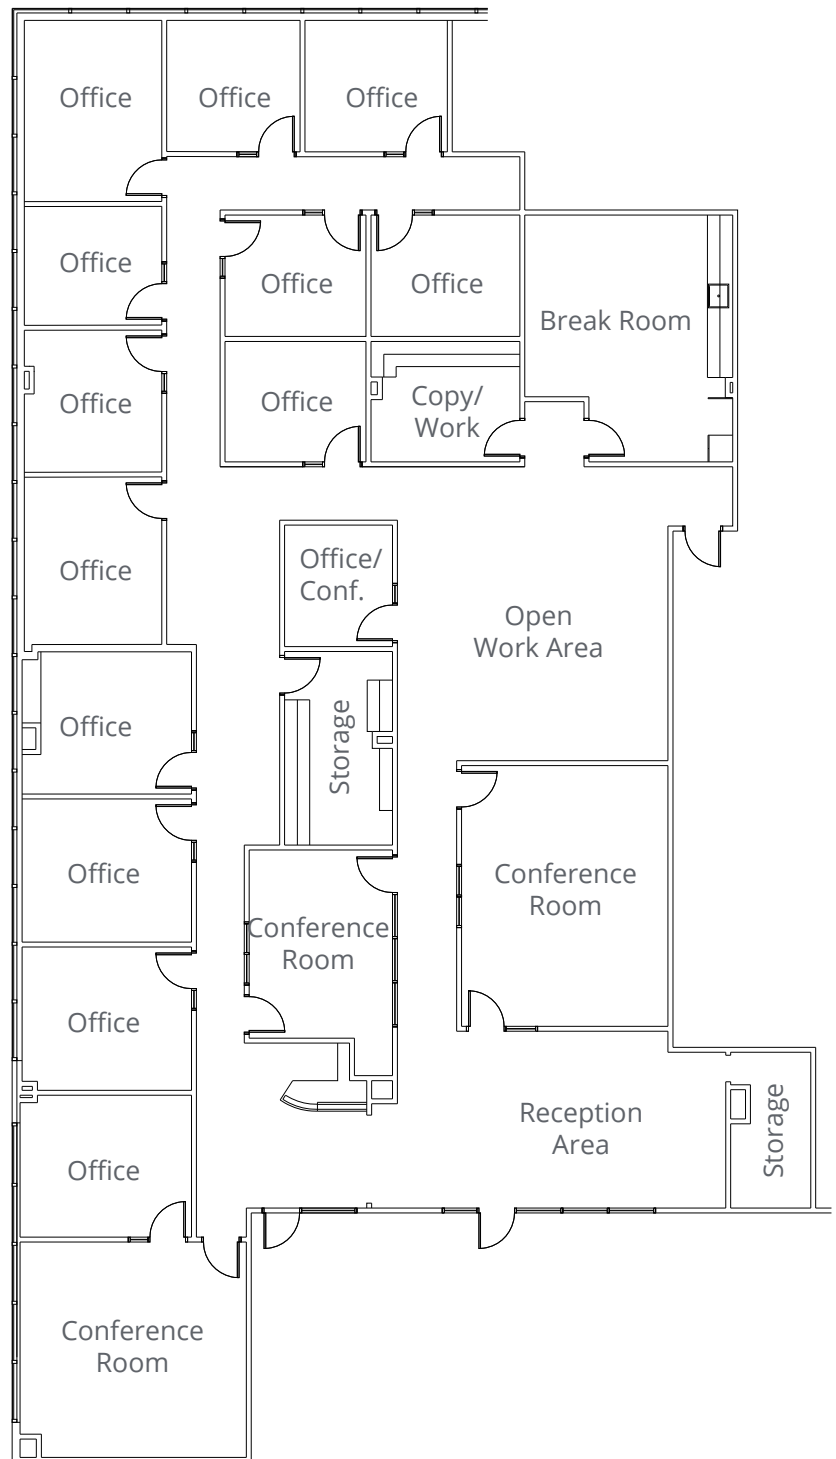 Office
Office
Office
Office
Office
Office
Break Room
Office
Office
Copy/
Work
Office/
Conf.
Office
Open
Work Area
Office
Storage
Office
Conference
Room
Conference
Room
Office
Reception
Area
Storage
Office
Conference
Room